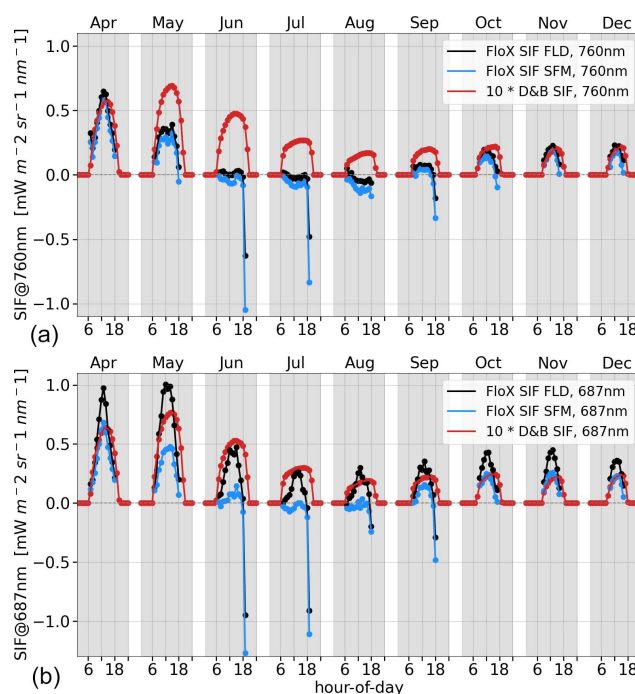 Apr May Jun Jul Aug Sep Oct Nov Dec
1.0
FloX SIF FLD, 760nm
FloX SIF SFM, 760nm
10 * D&B SIF, 760nm
0.5
0.0
−0.5
−1.0
SIF@760nm [mW m−2 sr−1 nm−1]
(a)
6 18 6 18 6 18 6 18 6 18 6 18 6 18 6 18 6 18
Apr May Jun Jul Aug Sep Oct Nov Dec
1.0
FloX SIF FLD, 687nm
FloX SIF SFM, 687nm
10 * D&B SIF, 687nm
0.5
0.0
−0.5
−1.0
SIF@687nm [mW m−2 sr−1 nm−1]
(b)
6 18 6 18 6 18 6 18 6 18 6 18 6 18 6 18 6 18
hour-of-day